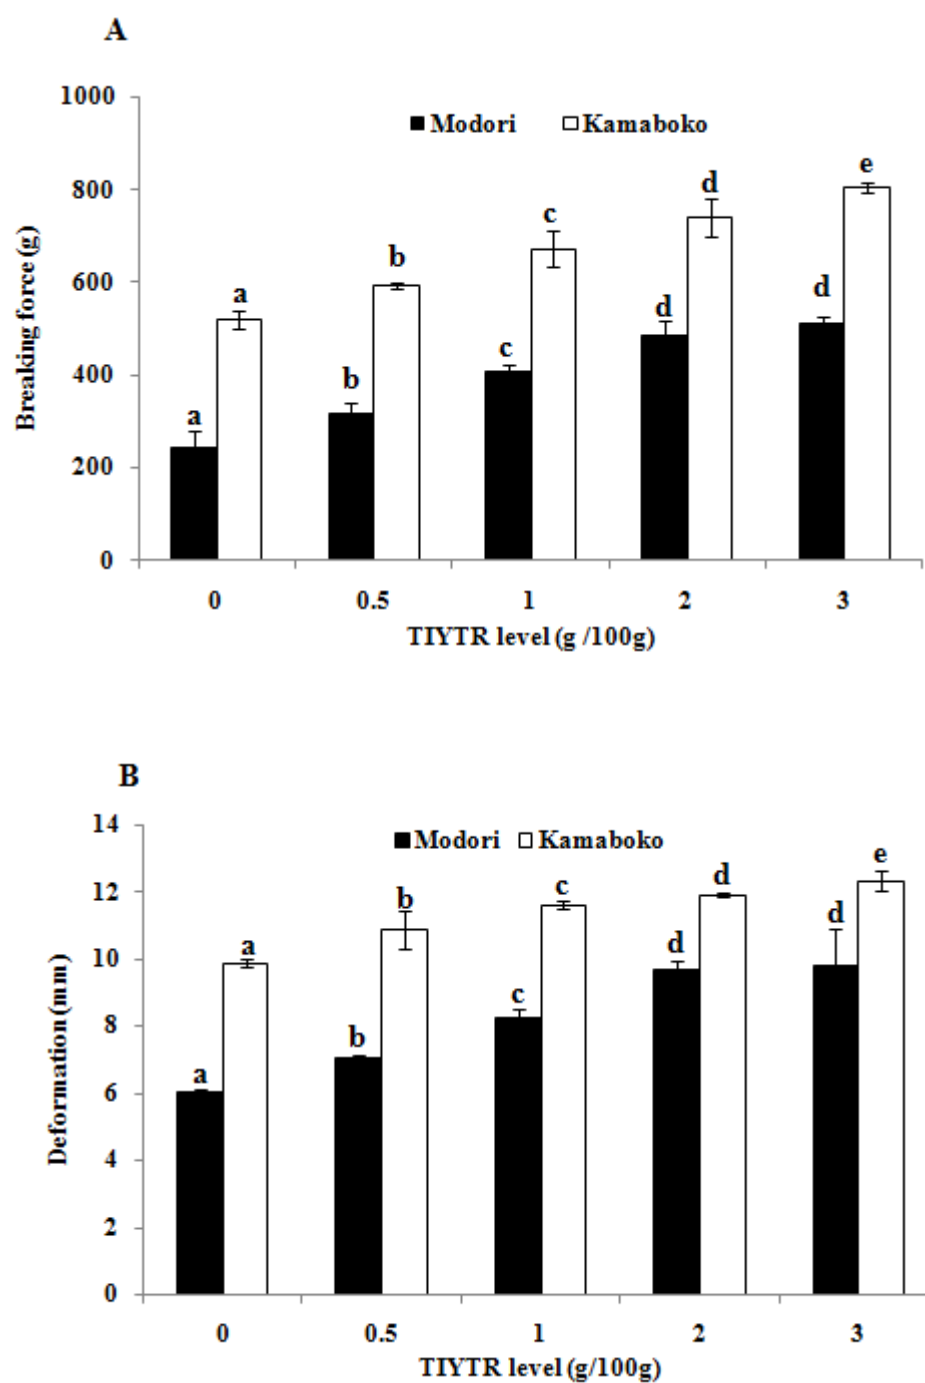 A
1000
■ Modori □ Kamaboko
e
800
d
c
b
600
a
d
d
c
400
b
a
200
0
Breaking force (g)
0 0.5 1 2 3
TIYTR level (g /100g)
B
14
■ Modori □ Kamaboko
e
d
c
12
b
a
d
d
10
c
8
b
a
6
4
2
0
Deformation (mm)
0 0.5 1 2 3
TIYTR level (g/100g)